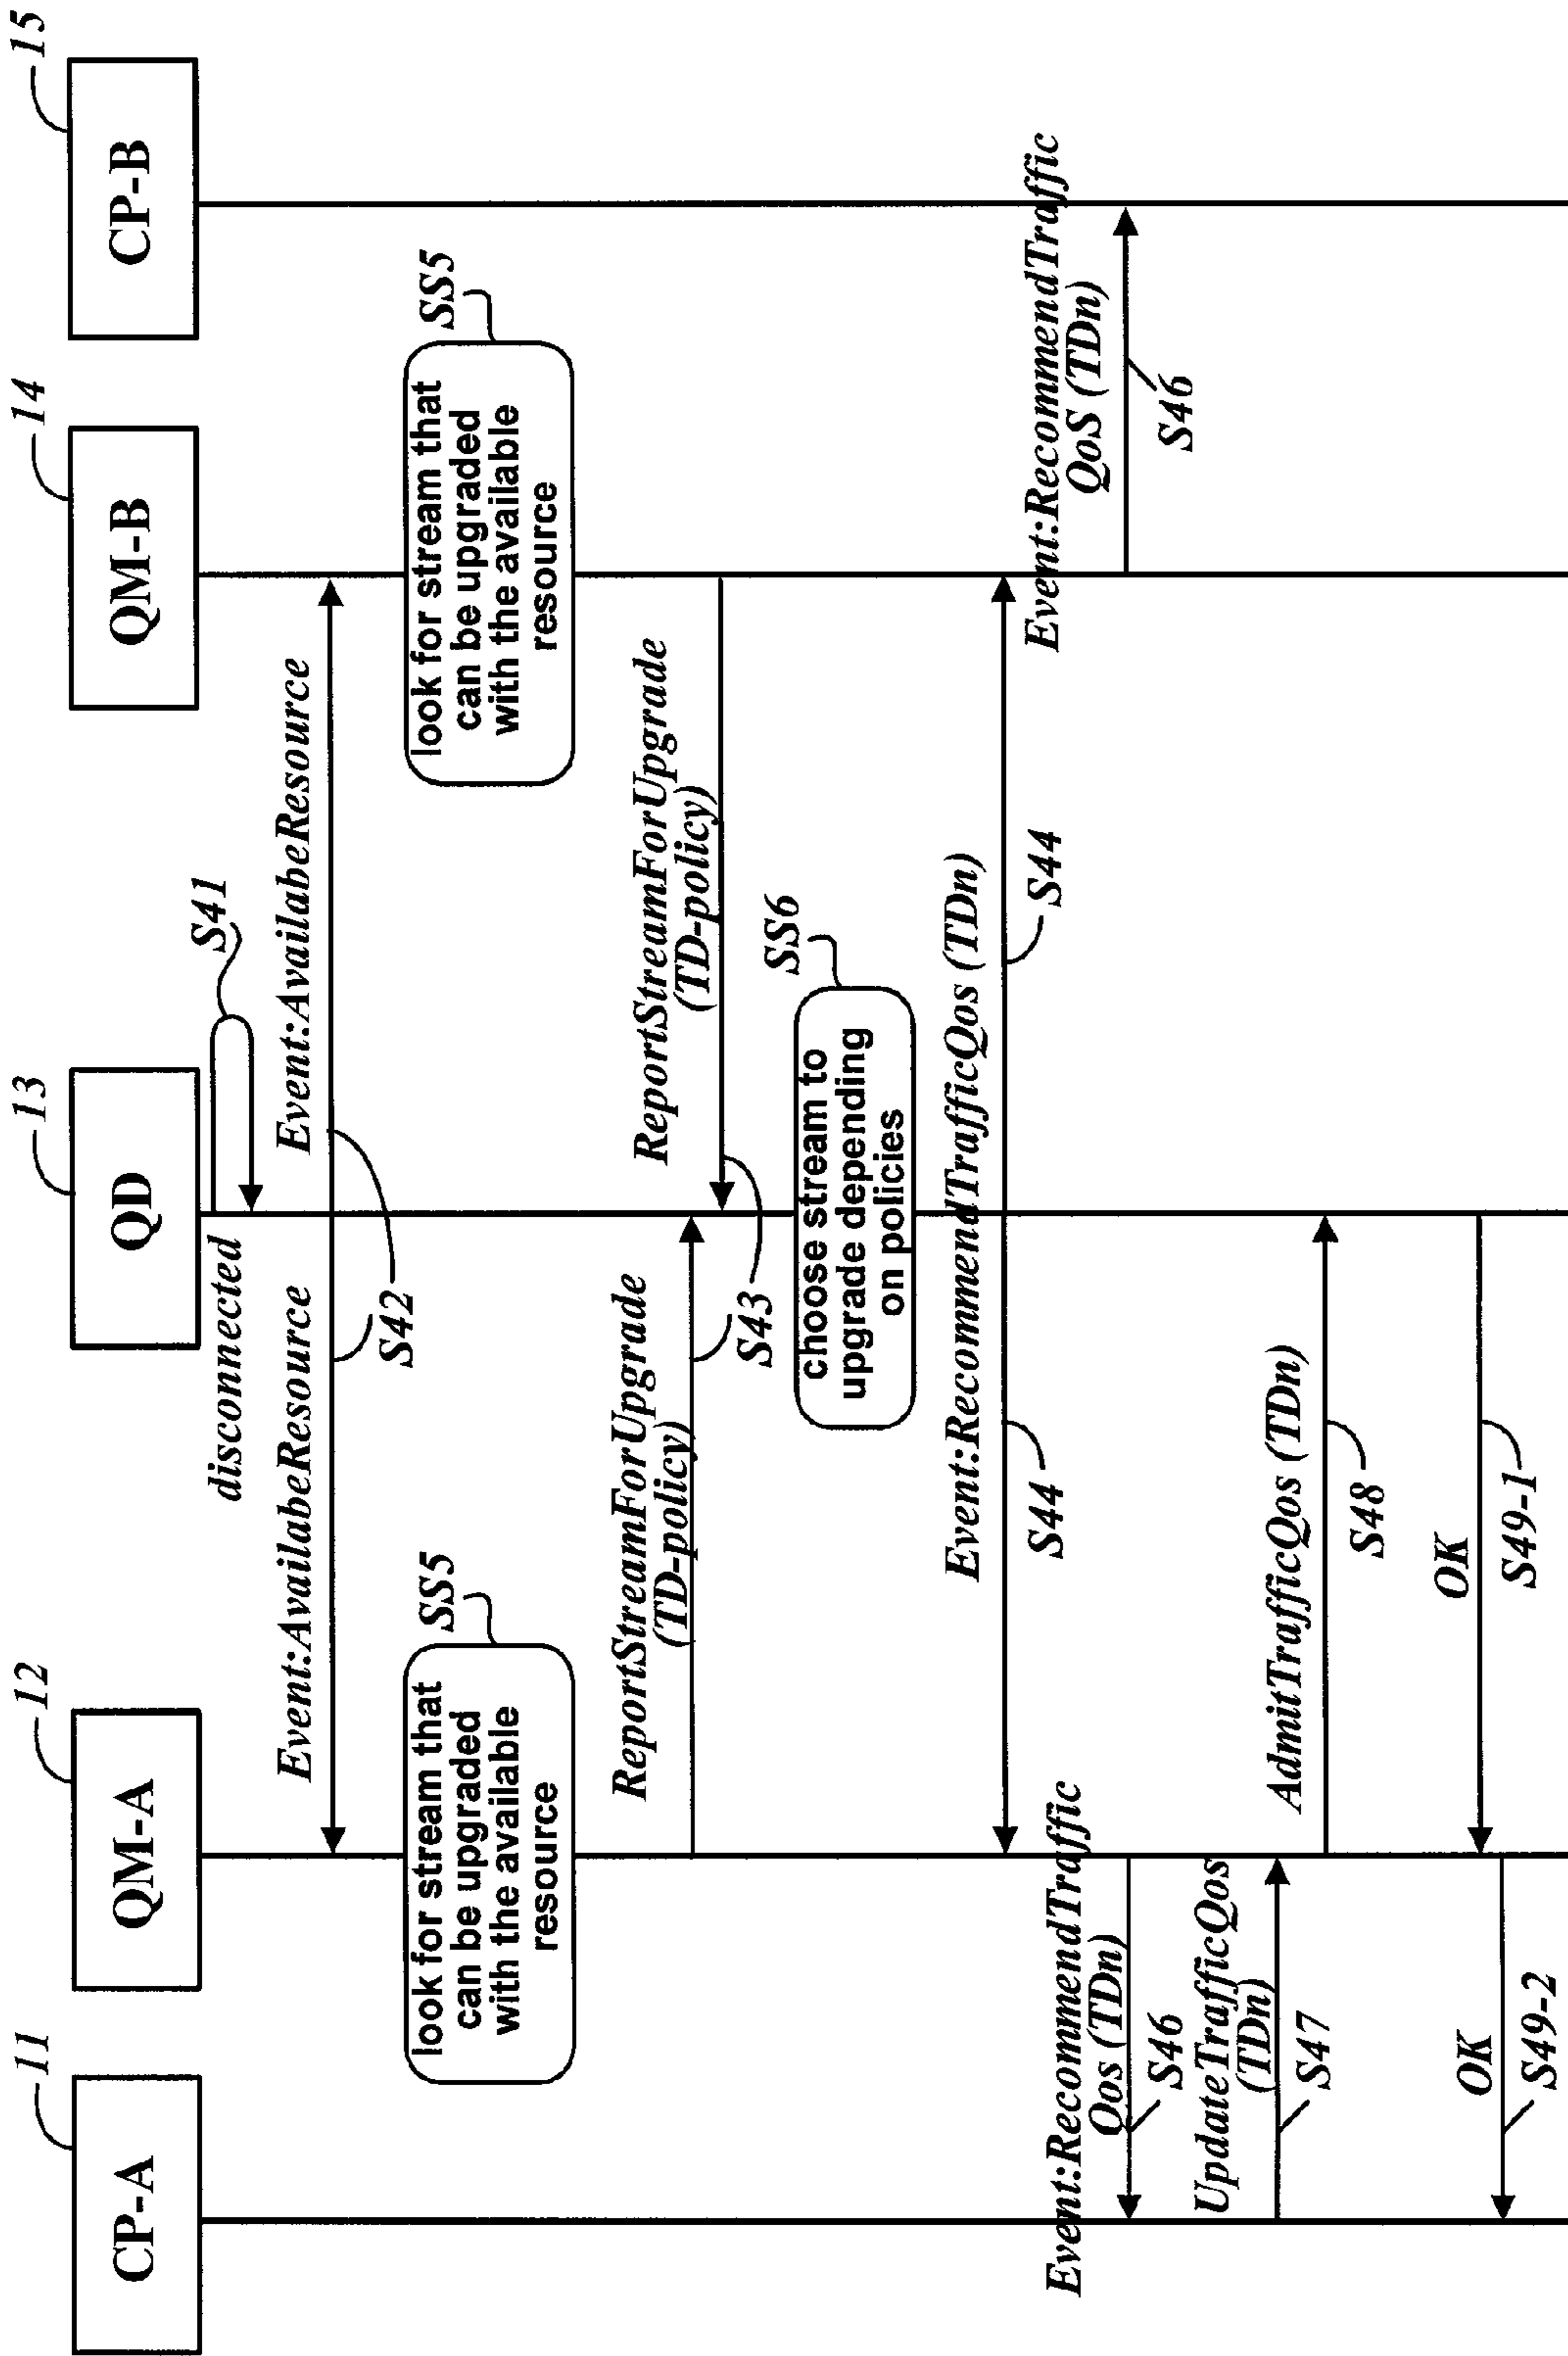 11
12
13
14
15
CP-A
QM-A
QD
QM-B
CP-B
disconnected
S41
Event:AvailabeResource
Event:AvailabeResource
S42
SS5
look for stream that
can be upgraded
with the available
resource
SS5
look for stream that
can be upgraded
with the available
resource
ReportStreamForUpgrade
(TD-policy)
ReportStreamForUpgrade
(TD-policy)
S43
SS6
choose stream to
upgrade depending
on policies
Event:RecommendTrafficQos (TDn)
S44
S44
Event:RecommendTraffic
Qos (TDn)
S46
Event:RecommendTraffic
QoS (TDn)
S46
UpdateTrafficQos
(TDn)
S47
AdmitTrafficQos (TDn)
S48
OK
S49-1
OK
S49-2